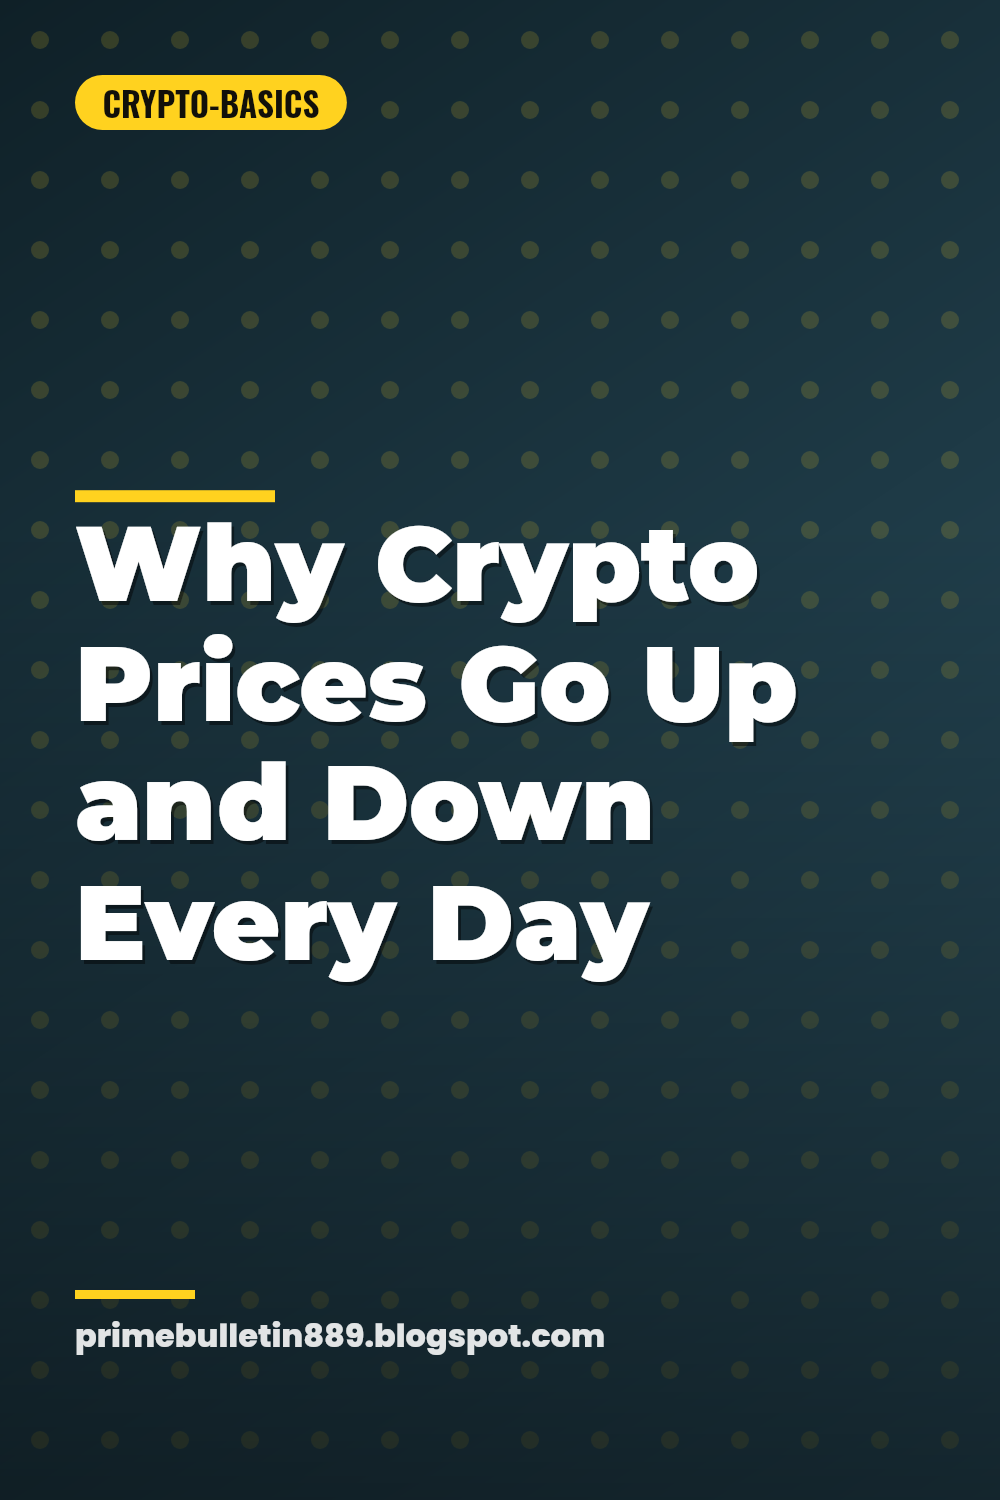 CRYPTO-BASICS
Why Crypto
Prices Go Up
and Down
Every Day
primebulletin889.blogspot.com